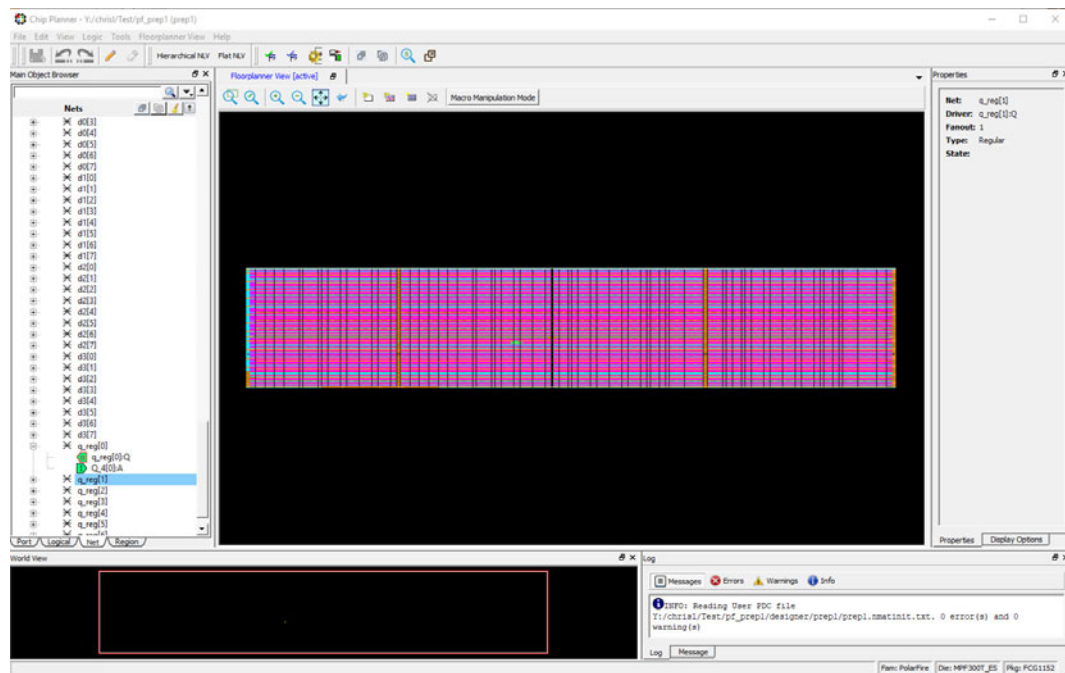 Chip Planner - Y:/chrisl/Test/pf_prep1 (prep1)
File Edit View Logic Tools Floorplanner View Help
Hierarchical NLV Flat NLV
Main Object Browser
Floorplanner View [active]
Properties
Nets
Macro Manipulation Mode
Net: q_reg[1]
Driver: q_reg[1]:Q
Fanout: 1
Type: Regular
State:
d0[3]
d0[4]
d0[5]
d0[6]
d0[7]
d1[0]
d1[1]
d1[2]
d1[3]
d1[4]
d1[5]
d1[6]
d1[7]
d2[0]
d2[1]
d2[2]
d2[3]
d2[4]
d2[5]
d2[6]
d2[7]
d3[0]
d3[1]
d3[2]
d3[3]
d3[4]
d3[5]
d3[6]
d3[7]
q_reg[0]
q_reg[0]:Q
Q_4[0]:A
q_reg[1]
q_reg[2]
q_reg[3]
q_reg[4]
q_reg[5]
Port Logical Net Region
Properties Display Options
World View
Log
Messages Errors Warnings Info
INFO: Reading User PDC file
Y:/chrisl/Test/pf_prep1/designer/prep1/prep1.nmatinit.txt. 0 error(s) and 0
warning(s)
Log Message
Fam: PolarFire Die: MPF300T_ES Pkg: FCG1152